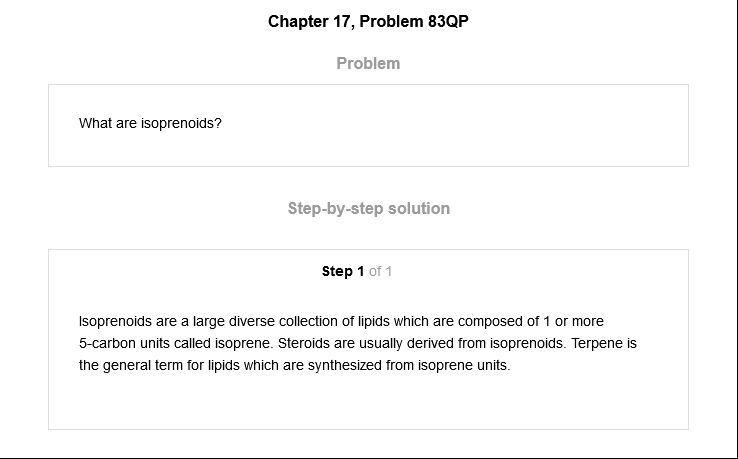 Chapter 17, Problem 83QP
Problem
What are isoprenoids?
Step-by-step solution
Step 1 of 1
Isoprenoids are a large diverse collection of lipids which are composed of 1 or more
5-carbon units called isoprene. Steroids are usually derived from isoprenoids. Terpene is
the general term for lipids which are synthesized from isoprene units.